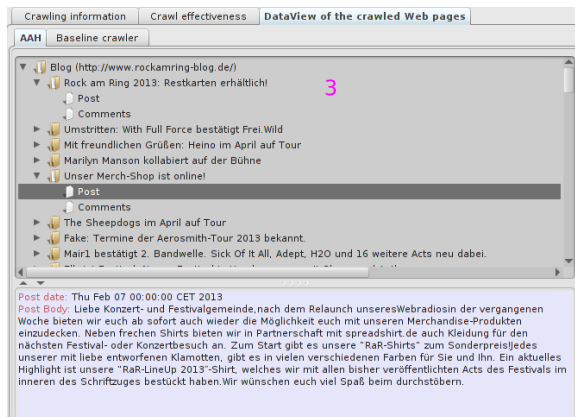 Crawling information Crawl effectiveness DataView of the crawled Web pages
AAH Baseline crawler
Blog (http://www.rockamring-blog.de/)
Rock am Ring 2013: Restkarten erhältlich!
3
Post
Comments
Umstritten: With Full Force bestätigt Frei.Wild
Mit freundlichen Grüßen: Heino im April auf Tour
Marilyn Manson kollabiert auf der Bühne
Unser Merch-Shop ist online!
Post
Comments
The Sheepdogs im April auf Tour
Fake: Termine der Aerosmith-Tour 2013 bekannt.
Mair1 bestätigt 2. Bandwelle. Sick Of It All, Adept, H2O und 16 weitere Acts neu dabei.
Post date: Thu Feb 07 00:00:00 CET 2013
Post Body: Liebe Konzert- und Festivalgemeinde,nach dem Relaunch unseresWebradiosin der vergangenen
Woche bieten wir euch ab sofort auch wieder die Möglichkeit euch mit unseren Merchandise-Produkten
einzudecken. Neben frechen Shirts bieten wir in Partnerschaft mit spreadshirt.de auch Kleidung für den
nächsten Festival- oder Konzertbesuch an. Zum Start gibt es unsere "RaR-Shirts" zum Sonderpreis!Jedes
unserer mit liebe entworfenen Klamotten, gibt es in vielen verschiedenen Farben für Sie und Ihn. Ein aktuelles
Highlight ist unsere "RaR-LineUp 2013"-Shirt, welches wir mit allen bisher veröffentlichten Acts des Festivals im
inneren des Schriftzuges bestückt haben.Wir wünschen euch viel Spaß beim durchstöbern.